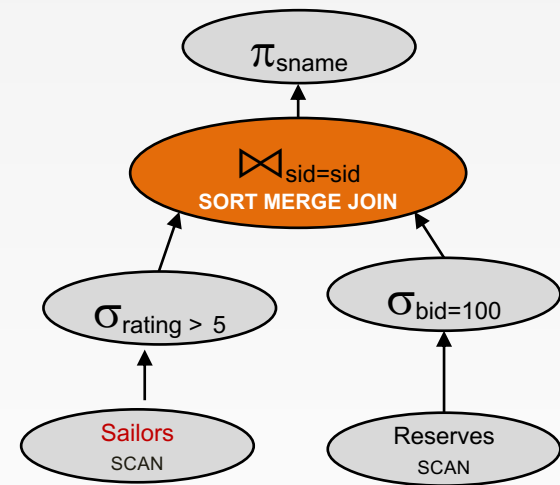 πsname
⋈sid=sid
SORT MERGE JOIN
σrating > 5
σbid=100
Sailors
SCAN
Reserves
SCAN